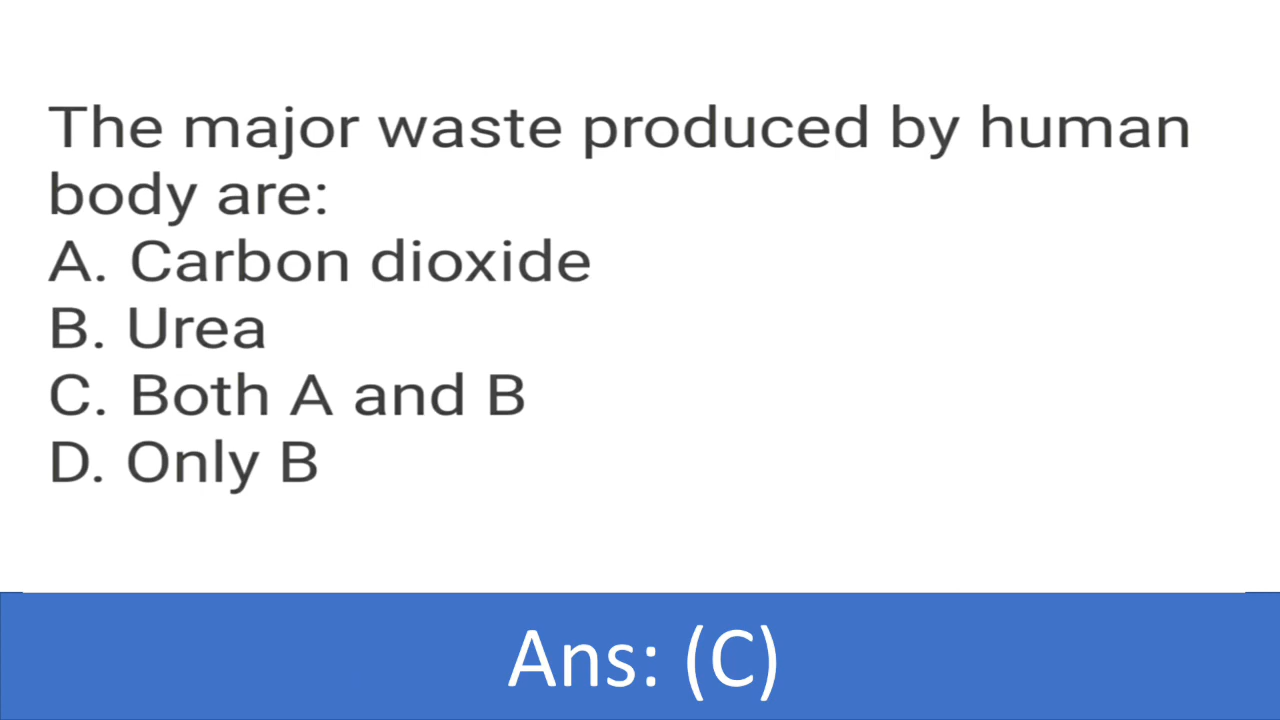 The major waste produced by human
body are:
A. Carbon dioxide
B. Urea
C. Both A and B
D. Only B
Ans: (C)